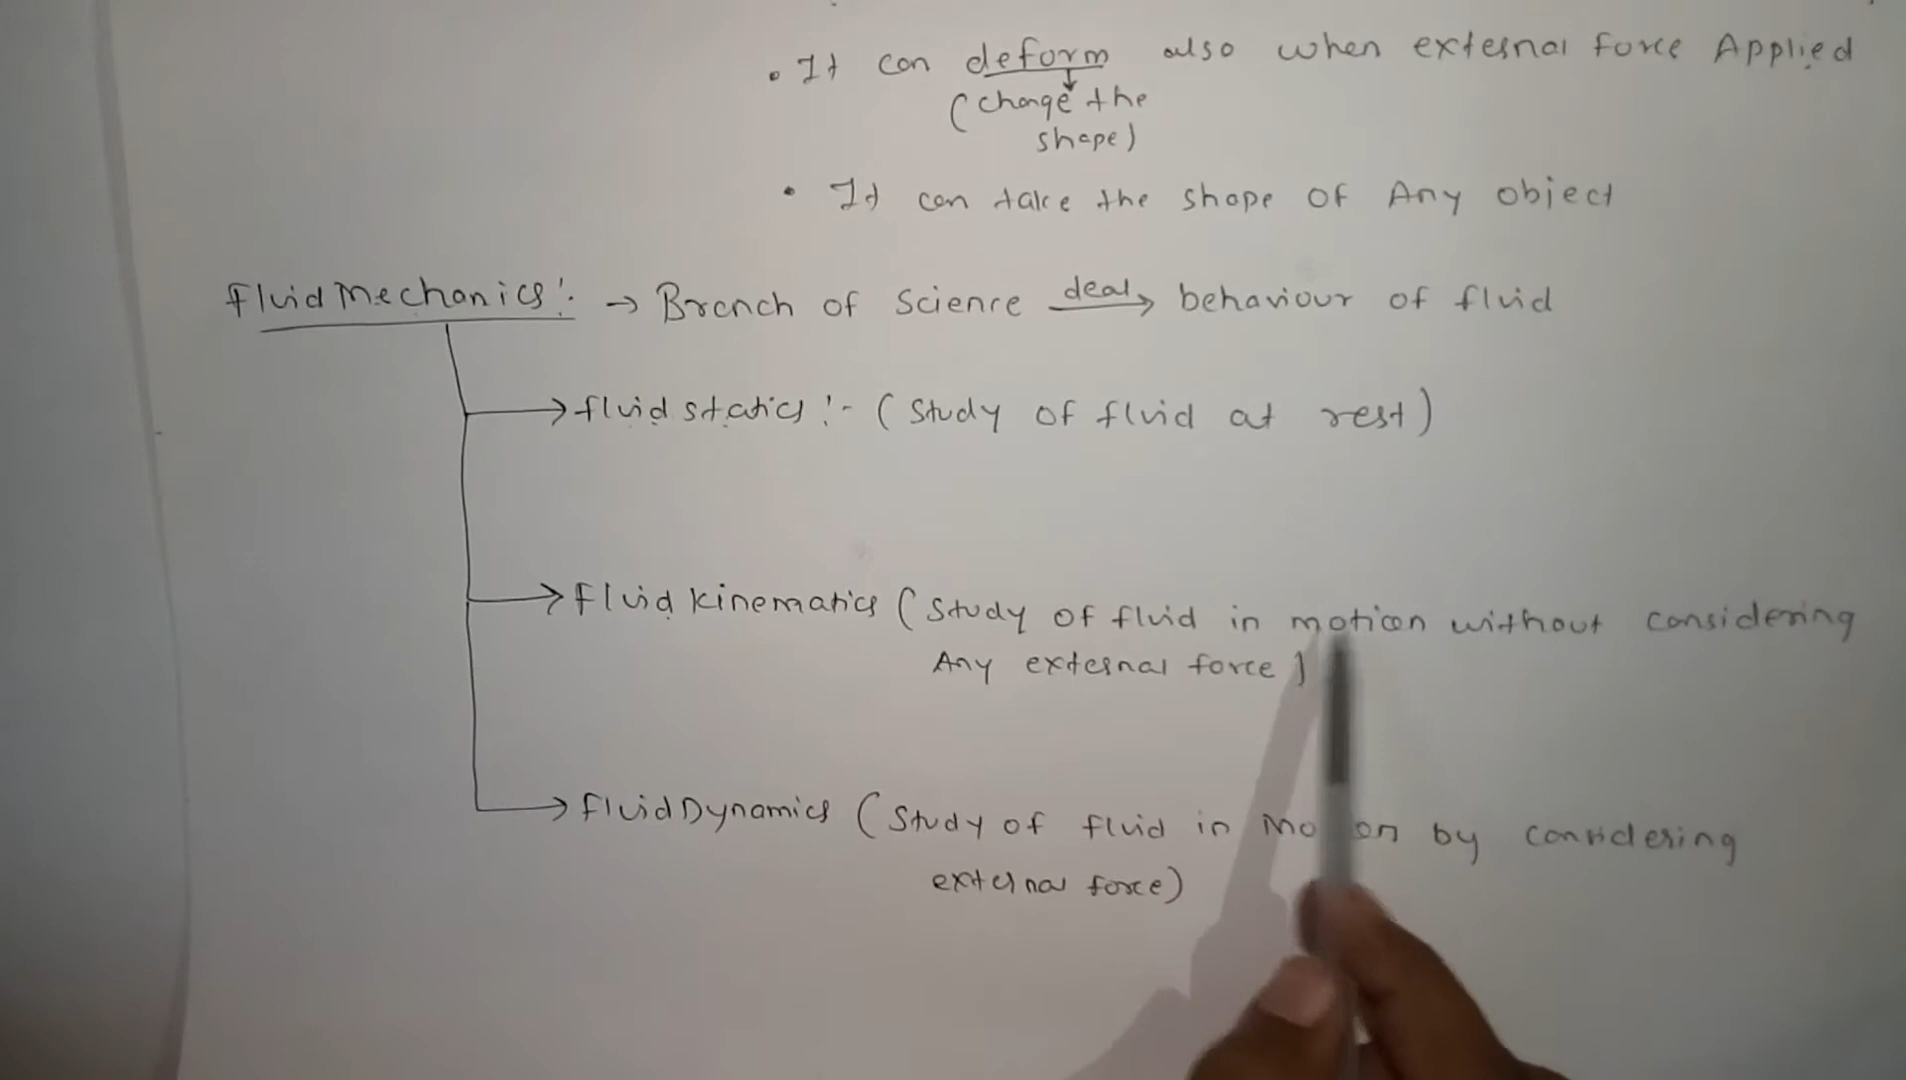 • It can deform also when external force Applied
(change the
shape)
• It can take the shape of Any object
Fluid Mechanics :- → Branch of Science deal → behaviour of fluid
→ fluid statics :- (Study of fluid at rest)
→ Fluid kinematics (Study of fluid in motion without considering
Any external force)
→ Fluid Dynamics (Study of fluid in Motion by considering
external force)